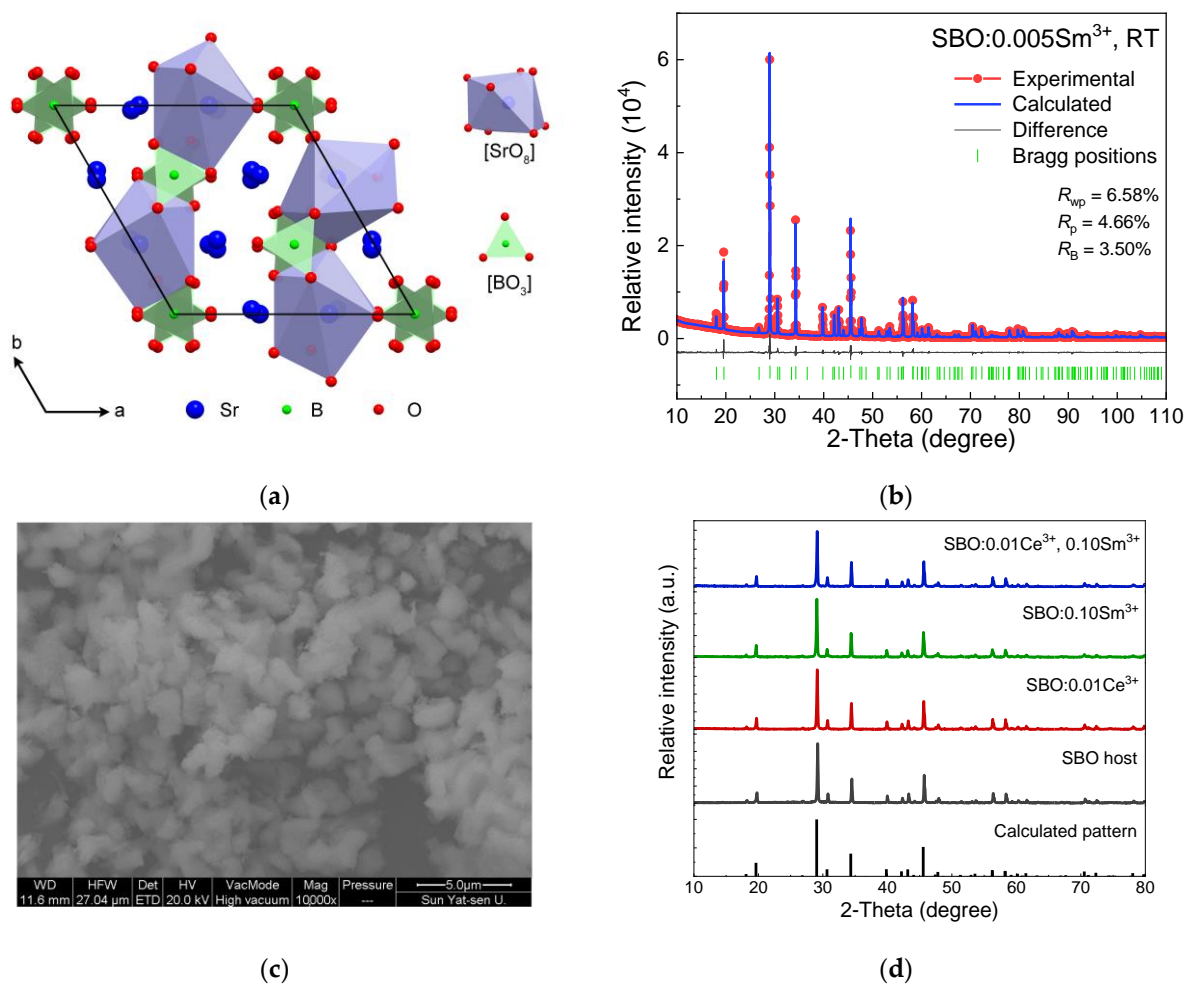 [SrO₈]
[BO₃]
b
a
Sr
B
O
(a)
SBO:0.005Sm³⁺, RT
Experimental
Calculated
Difference
Bragg positions
Rwp = 6.58%
Rp = 4.66%
RB = 3.50%
Relative intensity (10⁴)
6
4
2
0
10 20 30 40 50 60 70 80 90 100 110
2-Theta (degree)
(b)
WD HFW Det HV VacMode Mag Pressure 5.0µm
11.6 mm 27.04 µm ETD 20.0 kV High vacuum 10,000x --- Sun Yat-sen U.
(c)
SBO:0.01Ce³⁺, 0.10Sm³⁺
SBO:0.10Sm³⁺
SBO:0.01Ce³⁺
SBO host
Calculated pattern
Relative intensity (a.u.)
10 20 30 40 50 60 70 80
2-Theta (degree)
(d)